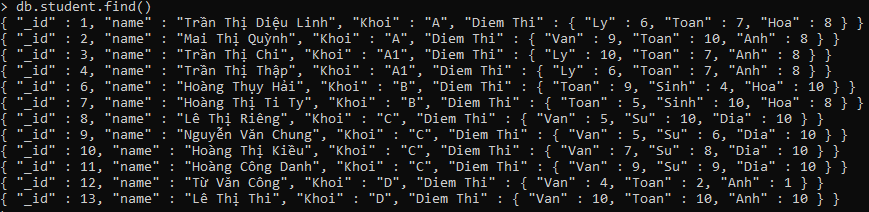 > db.student.find()
{ "_id" : 1, "name" : "Trần Thị Diệu Linh", "Khoi" : "A", "Diem Thi" : { "Ly" : 6, "Toan" : 7, "Hoa" : 8 } }
{ "_id" : 2, "name" : "Mai Thị Quỳnh", "Khoi" : "A", "Diem Thi" : { "Van" : 9, "Toan" : 10, "Anh" : 8 } }
{ "_id" : 3, "name" : "Trần Thị Chi", "Khoi" : "A1", "Diem Thi" : { "Ly" : 10, "Toan" : 7, "Anh" : 8 } }
{ "_id" : 4, "name" : "Trần Thị Thập", "Khoi" : "A1", "Diem Thi" : { "Ly" : 6, "Toan" : 7, "Anh" : 8 } }
{ "_id" : 6, "name" : "Hoàng Thụy Hải", "Khoi" : "B", "Diem Thi" : { "Toan" : 9, "Sinh" : 4, "Hoa" : 10 } }
{ "_id" : 7, "name" : "Hoàng Thị Ti Ty", "Khoi" : "B", "Diem Thi" : { "Toan" : 5, "Sinh" : 10, "Hoa" : 8 } }
{ "_id" : 8, "name" : "Lê Thị Riêng", "Khoi" : "C", "Diem Thi" : { "Van" : 5, "Su" : 10, "Dia" : 10 } }
{ "_id" : 9, "name" : "Nguyễn Văn Chung", "Khoi" : "C", "Diem Thi" : { "Van" : 5, "Su" : 6, "Dia" : 10 } }
{ "_id" : 10, "name" : "Hoàng Thị Kiều", "Khoi" : "C", "Diem Thi" : { "Van" : 7, "Su" : 8, "Dia" : 10 } }
{ "_id" : 11, "name" : "Hoàng Công Danh", "Khoi" : "C", "Diem Thi" : { "Van" : 9, "Su" : 9, "Dia" : 10 } }
{ "_id" : 12, "name" : "Từ Văn Công", "Khoi" : "D", "Diem Thi" : { "Van" : 4, "Toan" : 2, "Anh" : 1 } }
{ "_id" : 13, "name" : "Lê Thị Thi", "Khoi" : "D", "Diem Thi" : { "Van" : 10, "Toan" : 10, "Anh" : 10 } }